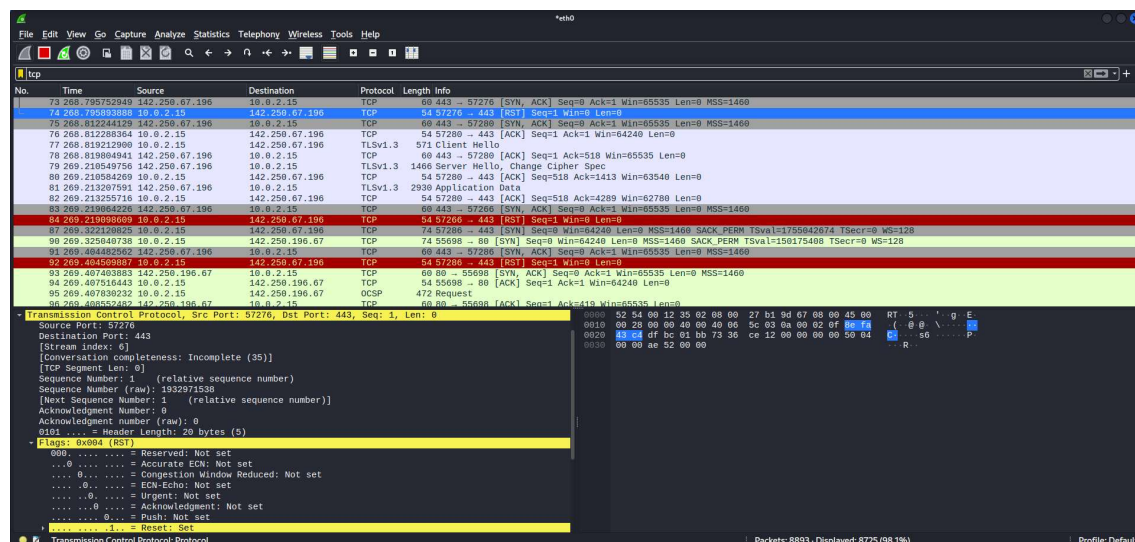 *eth0
File Edit View Go Capture Analyze Statistics Telephony Wireless Tools Help
tcp
No. Time Source Destination Protocol Length Info
73 268.795752949 142.250.67.196 10.0.2.15 TCP 60 443 → 57276 [SYN, ACK] Seq=0 Ack=1 Win=65535 Len=0 MSS=1460
74 268.795893888 10.0.2.15 142.250.67.196 TCP 54 57276 → 443 [RST] Seq=1 Win=0 Len=0
75 268.812244129 142.250.67.196 10.0.2.15 TCP 60 443 → 57280 [SYN, ACK] Seq=0 Ack=1 Win=65535 Len=0 MSS=1460
76 268.812288364 10.0.2.15 142.250.67.196 TCP 54 57280 → 443 [ACK] Seq=1 Ack=1 Win=64240 Len=0
77 268.819212900 10.0.2.15 142.250.67.196 TLSv1.3 571 Client Hello
78 268.819804941 142.250.67.196 10.0.2.15 TCP 60 443 → 57280 [ACK] Seq=1 Ack=518 Win=65535 Len=0
79 269.210549756 142.250.67.196 10.0.2.15 TLSv1.3 1466 Server Hello, Change Cipher Spec
80 269.210584269 10.0.2.15 142.250.67.196 TCP 54 57280 → 443 [ACK] Seq=518 Ack=1413 Win=63540 Len=0
81 269.213207591 142.250.67.196 10.0.2.15 TLSv1.3 2930 Application Data
82 269.213255716 10.0.2.15 142.250.67.196 TCP 54 57280 → 443 [ACK] Seq=518 Ack=4289 Win=62780 Len=0
83 269.219064226 142.250.67.196 10.0.2.15 TCP 60 443 → 57266 [SYN, ACK] Seq=0 Ack=1 Win=65535 Len=0 MSS=1460
84 269.219098609 10.0.2.15 142.250.67.196 TCP 54 57266 → 443 [RST] Seq=1 Win=0 Len=0
87 269.322120825 10.0.2.15 142.250.67.196 TCP 74 57286 → 443 [SYN] Seq=0 Win=64240 Len=0 MSS=1460 SACK_PERM TSval=1755042674 TSecr=0 WS=128
90 269.325040738 10.0.2.15 142.250.196.67 TCP 74 55698 → 80 [SYN] Seq=0 Win=64240 Len=0 MSS=1460 SACK_PERM TSval=150175408 TSecr=0 WS=128
91 269.404482562 142.250.67.196 10.0.2.15 TCP 60 443 → 57286 [SYN, ACK] Seq=0 Ack=1 Win=65535 Len=0 MSS=1460
92 269.404509887 10.0.2.15 142.250.67.196 TCP 54 57286 → 443 [RST] Seq=1 Win=0 Len=0
93 269.407403883 142.250.196.67 10.0.2.15 TCP 60 80 → 55698 [SYN, ACK] Seq=0 Ack=1 Win=65535 Len=0 MSS=1460
94 269.407516443 10.0.2.15 142.250.196.67 TCP 54 55698 → 80 [ACK] Seq=1 Ack=1 Win=64240 Len=0
95 269.407830232 10.0.2.15 142.250.196.67 OCSP 472 Request
96 269.408552482 142.250.196.67 10.0.2.15 TCP 60 80 → 55698 [ACK] Seq=1 Ack=419 Win=65535 Len=0
Transmission Control Protocol, Src Port: 57276, Dst Port: 443, Seq: 1, Len: 0
Source Port: 57276
Destination Port: 443
[Stream index: 6]
[Conversation completeness: Incomplete (35)]
[TCP Segment Len: 0]
Sequence Number: 1 (relative sequence number)
Sequence Number (raw): 1932971538
[Next Sequence Number: 1 (relative sequence number)]
Acknowledgment Number: 0
Acknowledgment number (raw): 0
0101 .... = Header Length: 20 bytes (5)
Flags: 0x004 (RST)
000. .... .... = Reserved: Not set
...0 .... .... = Accurate ECN: Not set
.... 0... .... = Congestion Window Reduced: Not set
.... .0.. .... = ECN-Echo: Not set
.... ..0. .... = Urgent: Not set
.... ...0 .... = Acknowledgment: Not set
.... .... 0... = Push: Not set
.... .... .1.. = Reset: Set
0000 52 54 00 12 35 02 08 00 27 b1 9d 67 08 00 45 00 RT··5···'··g··E·
0010 00 28 00 00 40 00 40 06 5c 03 0a 00 02 0f 8e fa ·(··@·@·\·······
0020 43 c4 df bc 01 bb 73 36 ce 12 00 00 00 00 50 04 C·····s6······P·
0030 00 00 ae 52 00 00 ···R··
Transmission Control Protocol: Protocol
Packets: 8893 · Displayed: 8725 (98.1%)
Profile: Defaul